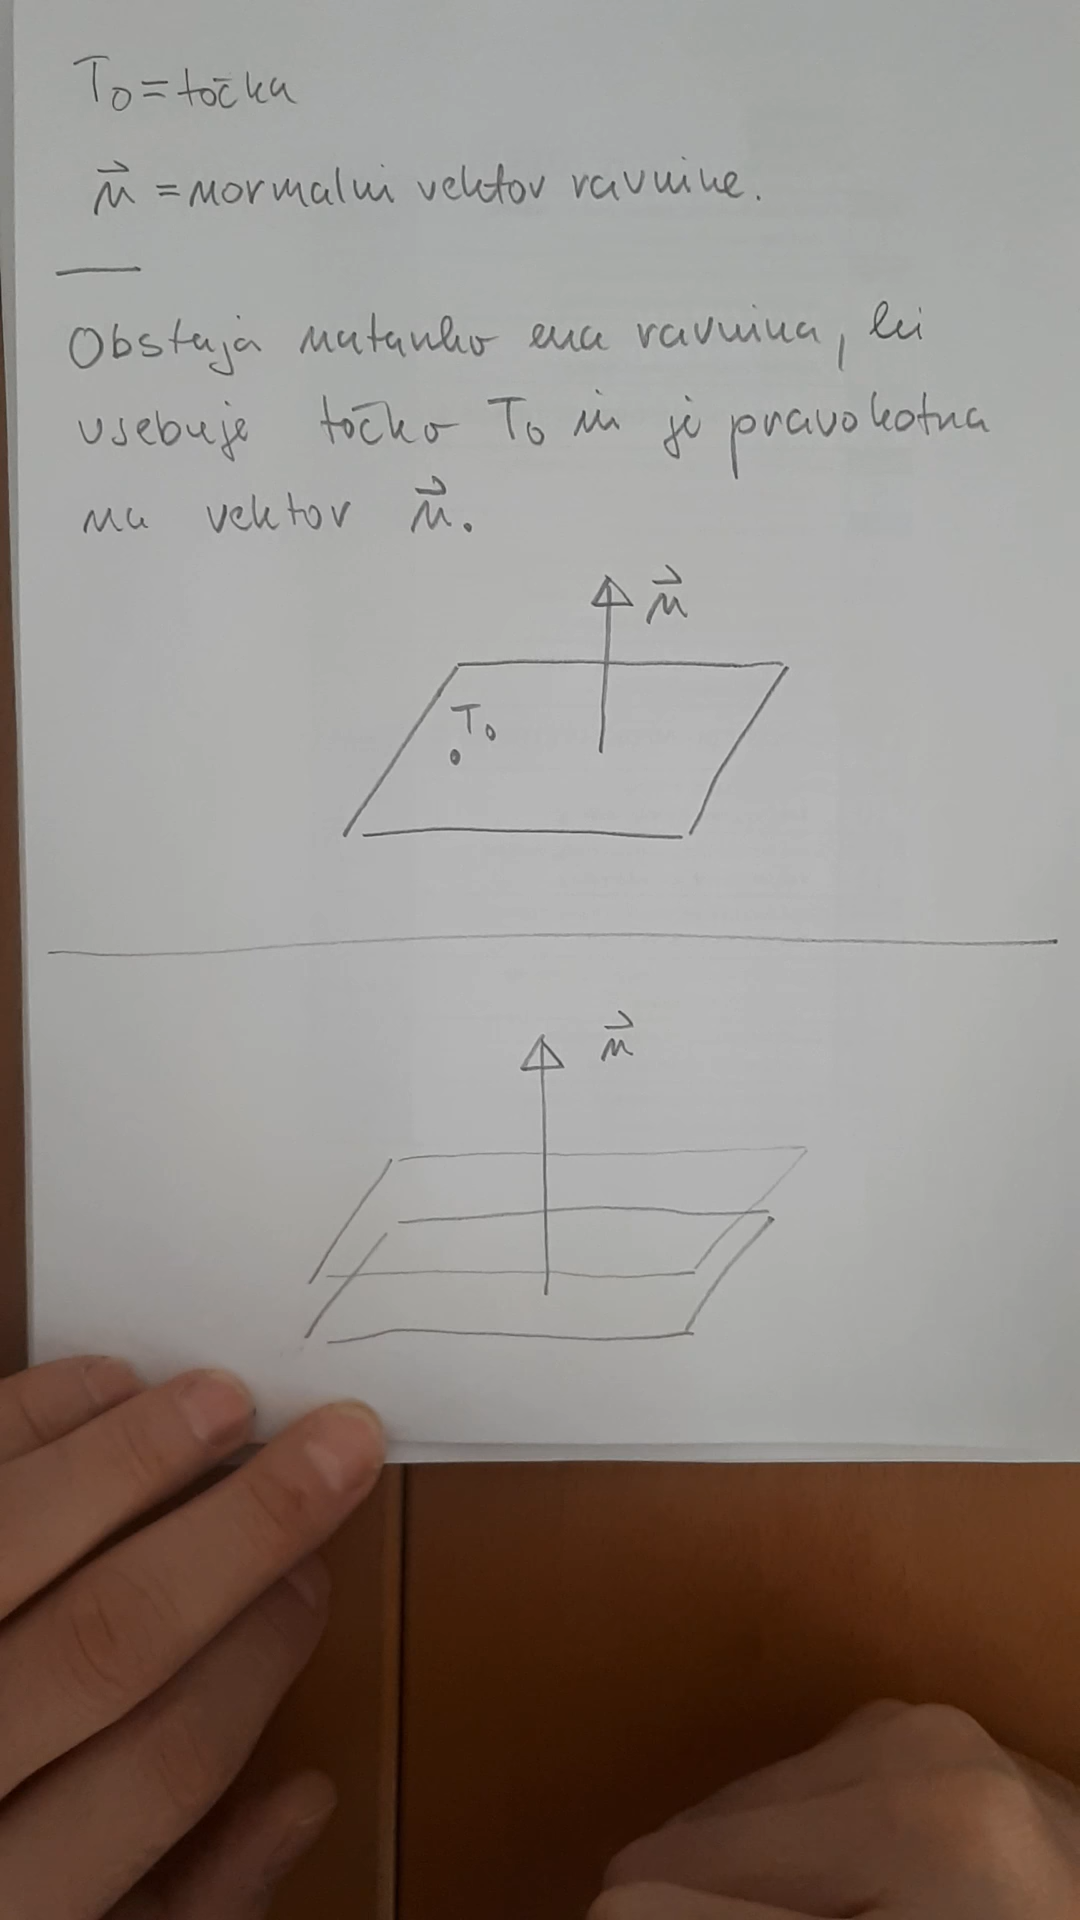 T₀ = točka
n⃗ = normalni vektor ravnine.
Obstaja natanko ena ravnina, ki
vsebuje točko T₀ in je pravokotna
na vektor n⃗.
n⃗
T₀
n⃗